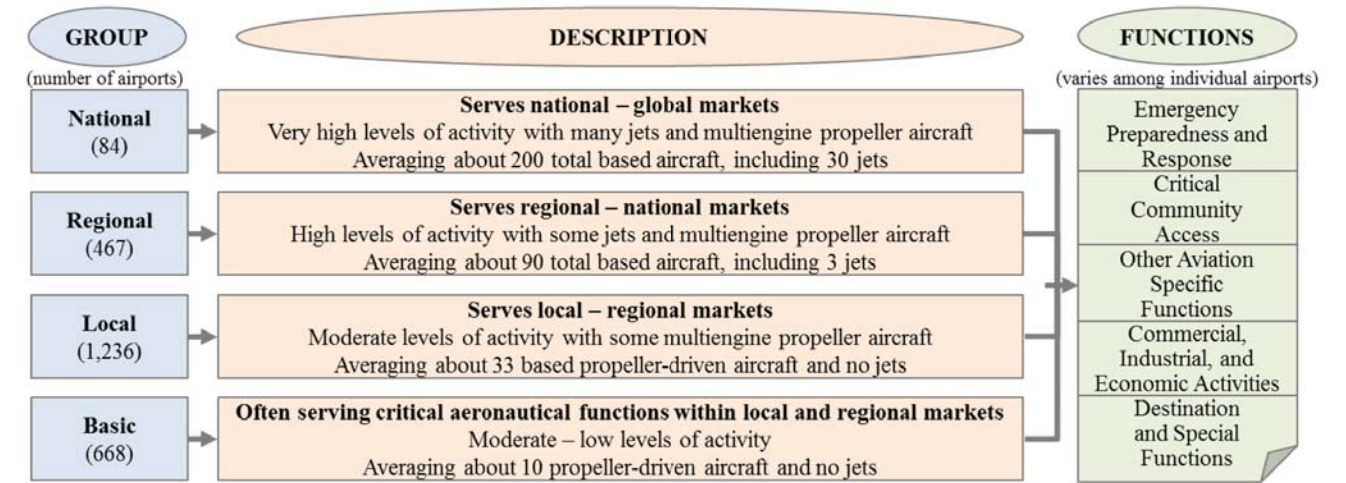 GROUP
(number of airports)
DESCRIPTION
FUNCTIONS
(varies among individual airports)
National
(84)
Serves national – global markets
Very high levels of activity with many jets and multiengine propeller aircraft
Averaging about 200 total based aircraft, including 30 jets
Regional
(467)
Serves regional – national markets
High levels of activity with some jets and multiengine propeller aircraft
Averaging about 90 total based aircraft, including 3 jets
Local
(1,236)
Serves local – regional markets
Moderate levels of activity with some multiengine propeller aircraft
Averaging about 33 based propeller-driven aircraft and no jets
Basic
(668)
Often serving critical aeronautical functions within local and regional markets
Moderate – low levels of activity
Averaging about 10 propeller-driven aircraft and no jets
Emergency
Preparedness and
Response
Critical
Community
Access
Other Aviation
Specific
Functions
Commercial,
Industrial, and
Economic Activities
Destination
and Special
Functions